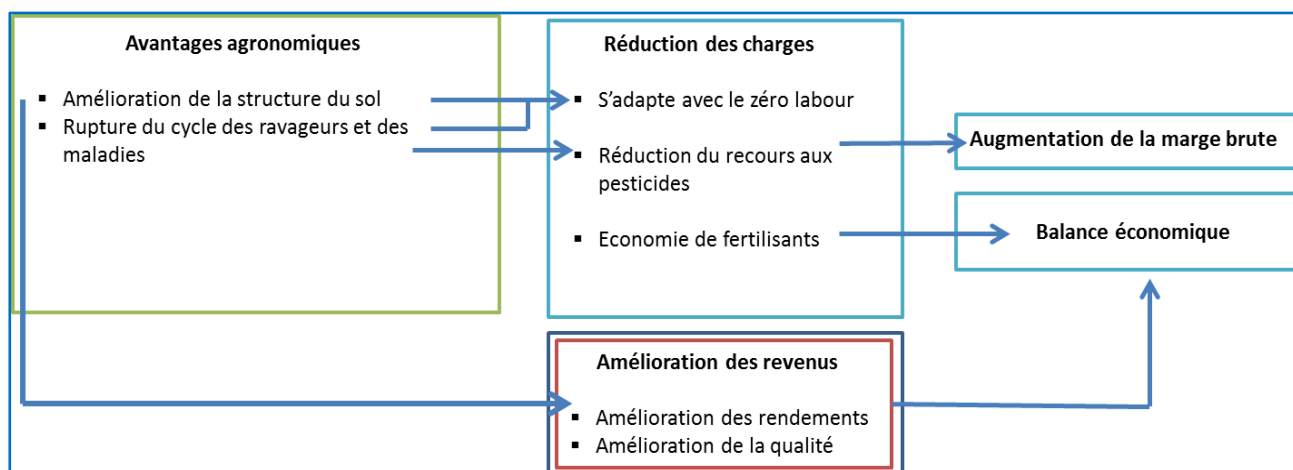 Avantages agronomiques
▪ Amélioration de la structure du sol
▪ Rupture du cycle des ravageurs et des
maladies
Réduction des charges
▪ S’adapte avec le zéro labour
▪ Réduction du recours aux
pesticides
▪ Economie de fertilisants
Augmentation de la marge brute
Balance économique
Amélioration des revenus
▪ Amélioration des rendements
▪ Amélioration de la qualité